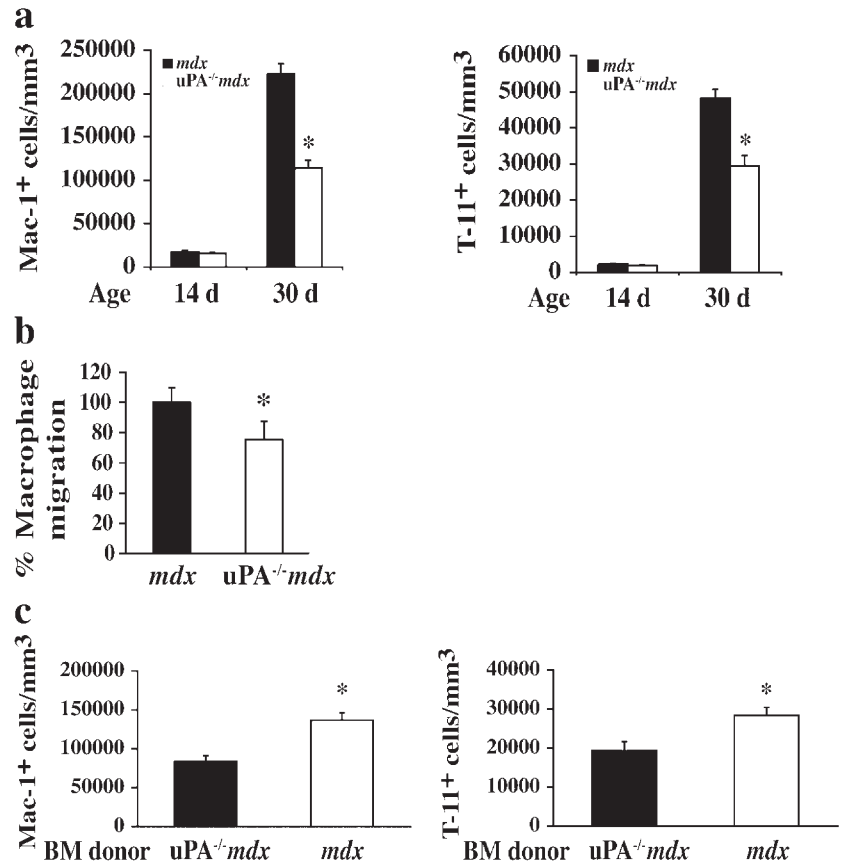 a
Mac-1+ cells/mm3
250000
200000
150000
100000
50000
0
mdx
uPA-/-mdx
*
Age 14 d 30 d
T-11+ cells/mm3
60000
50000
40000
30000
20000
10000
0
mdx
uPA-/-mdx
*
Age 14 d 30 d
b
% Macrophage
migration
120
100
80
60
40
20
0
*
mdx uPA-/-mdx
c
Mac-1+ cells/mm3
200000
150000
100000
50000
0
*
BM donor uPA-/-mdx mdx
T-11+ cells/mm3
40000
30000
20000
10000
0
*
BM donor uPA-/-mdx mdx